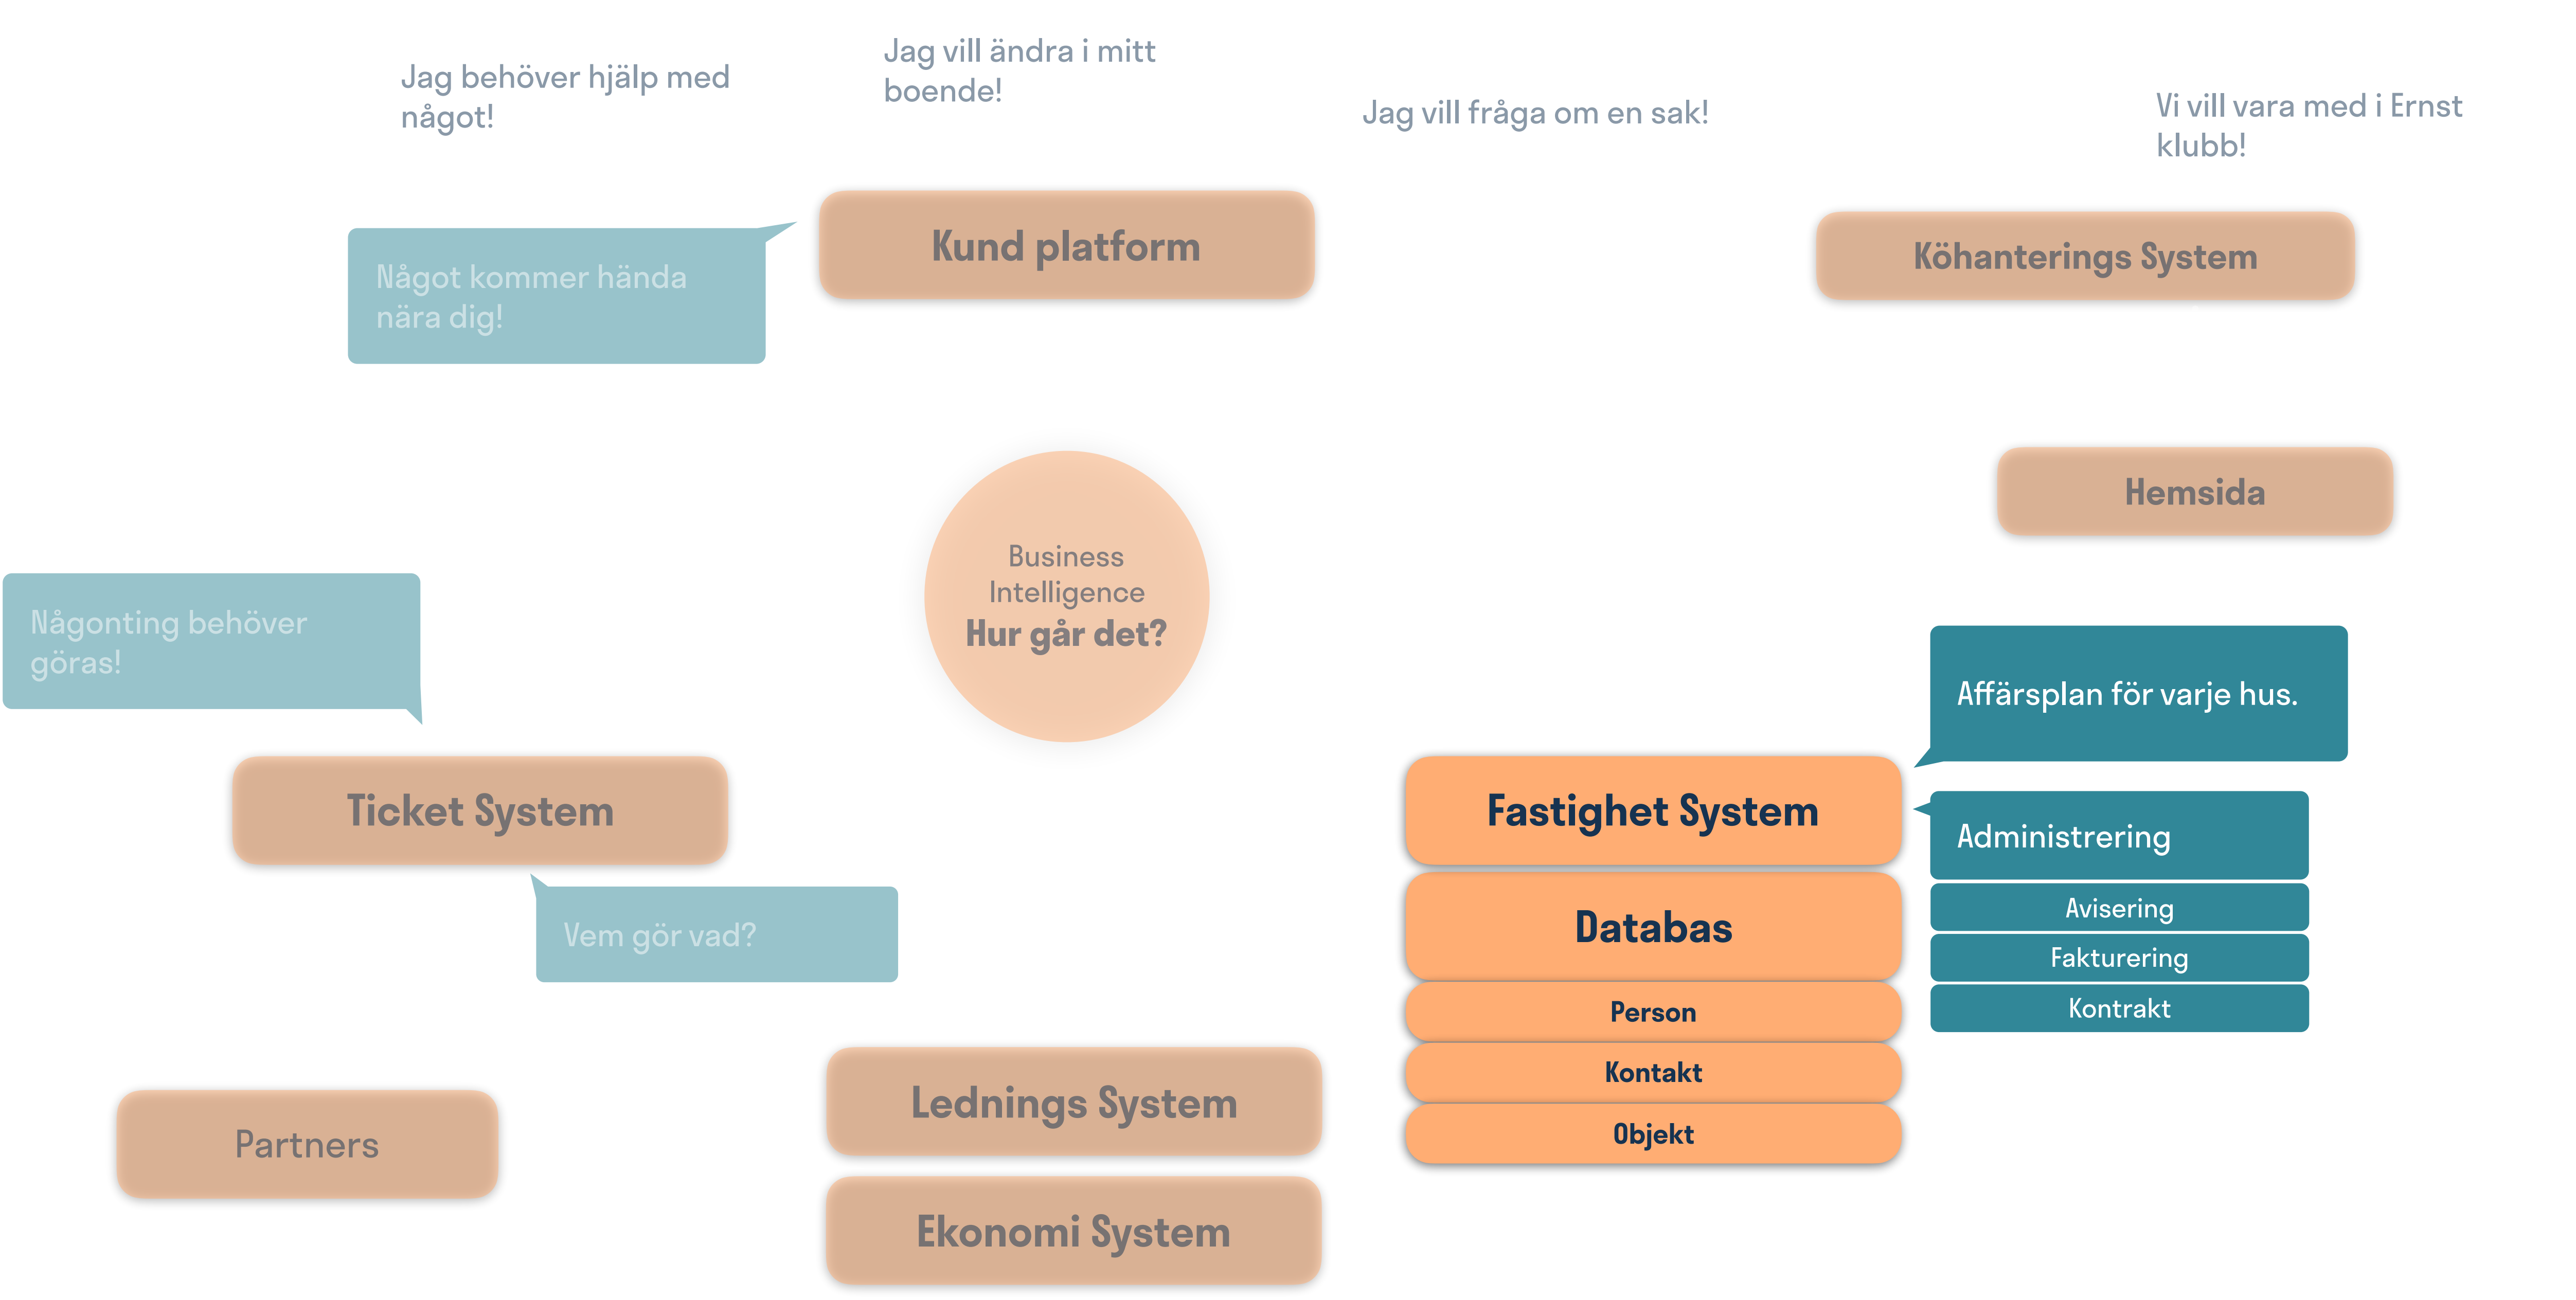 Jag behöver hjälp med
något!
Jag vill ändra i mitt
boende!
Jag vill fråga om en sak!
Vi vill vara med i Ernst
klubb!
Något kommer hända
nära dig!
Kund platform
Köhanterings System
Hemsida
Business
Intelligence
Hur går det?
Någonting behöver
göras!
Ticket System
Vem gör vad?
Partners
Lednings System
Ekonomi System
Fastighet System
Databas
Person
Kontakt
Objekt
Affärsplan för varje hus.
Administrering
Avisering
Fakturering
Kontrakt